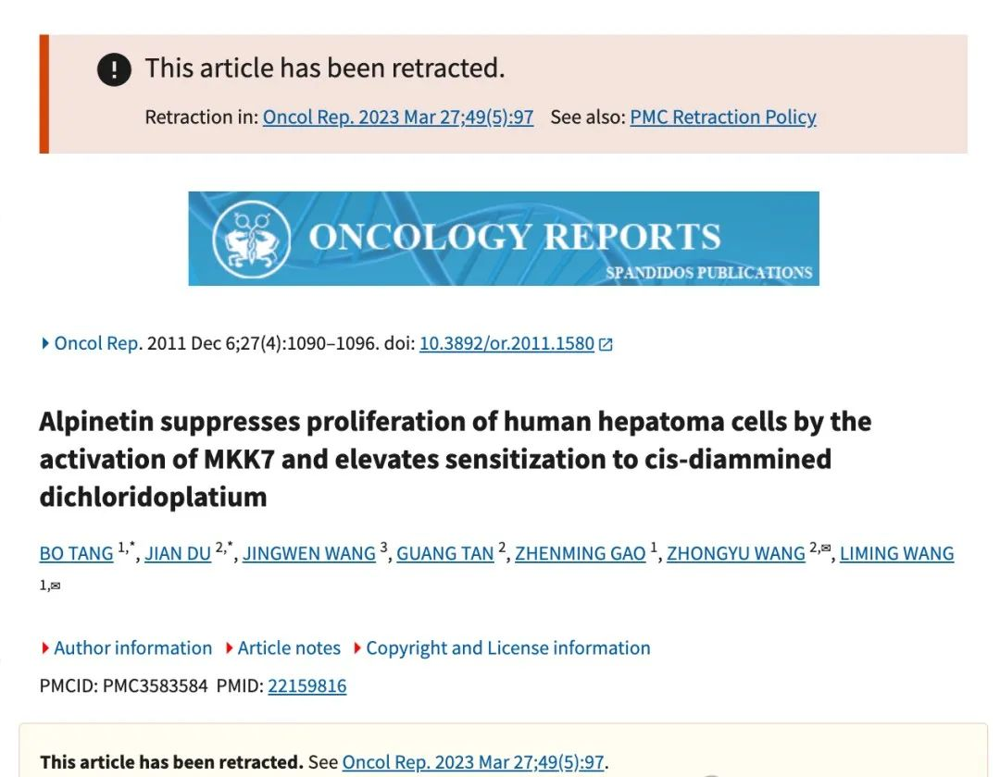 This article has been retracted.
Retraction in: Oncol Rep. 2023 Mar 27;49(5):97 See also: PMC Retraction Policy
ONCOLOGY REPORTS
SPANDIDOS PUBLICATIONS
Oncol Rep. 2011 Dec 6;27(4):1090–1096. doi: 10.3892/or.2011.1580
Alpinetin suppresses proliferation of human hepatoma cells by the
activation of MKK7 and elevates sensitization to cis-diammined
dichloridoplatium
BO TANG 1,*, JIAN DU 2,*, JINGWEN WANG 3, GUANG TAN 2, ZHENMING GAO 1, ZHONGYU WANG 2,✉, LIMING WANG
1,✉
Author information Article notes Copyright and License information
PMCID: PMC3583584 PMID: 22159816
This article has been retracted. See Oncol Rep. 2023 Mar 27;49(5):97.